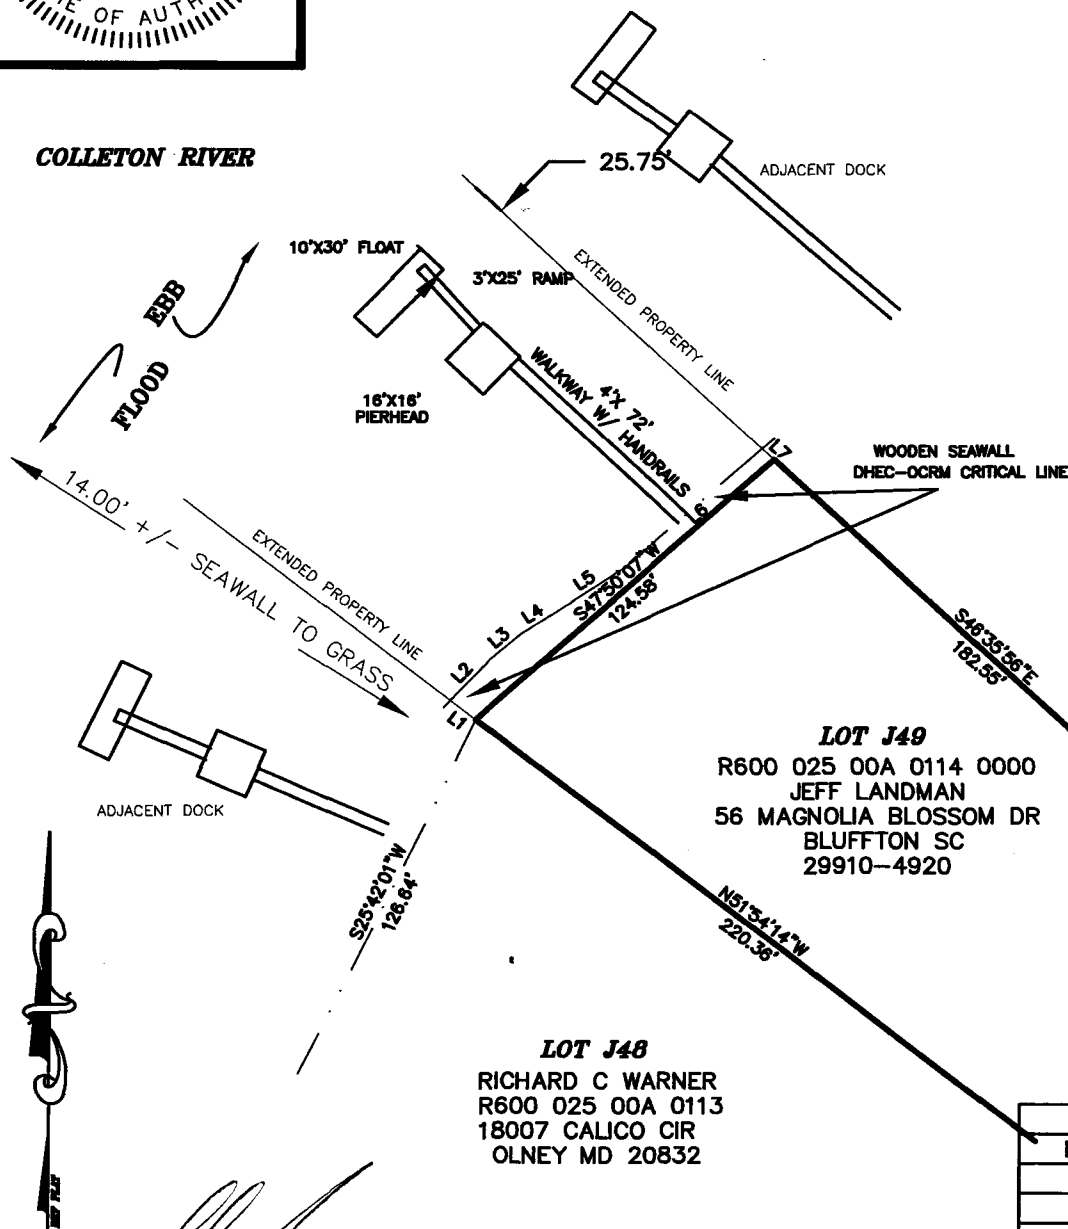 E OF AUTH
COLLETON RIVER
25.75'
ADJACENT DOCK
10'X30' FLOAT
3'X25' RAMP
EXTENDED PROPERTY LINE
EBB
FLOOD
16'X16'
PIERHEAD
4'X 72'
WALKWAY W/ HANDRAILS
L7
WOODEN SEAWALL
DHEC-OCRM CRITICAL LINE
14.00' +/- SEAWALL TO GRASS
EXTENDED PROPERTY LINE
L5
L4
L3
L2
L1
S47°50'07"W
124.58'
S46°35'56"E
182.55'
LOT J49
R600 025 00A 0114 0000
JEFF LANDMAN
56 MAGNOLIA BLOSSOM DR
BLUFFTON SC
29910-4920
ADJACENT DOCK
S25°42'01"W
126.64'
N51°54'14"W
220.36'
LOT J48
RICHARD C WARNER
R600 025 00A 0113
18007 CALICO CIR
OLNEY MD 20832